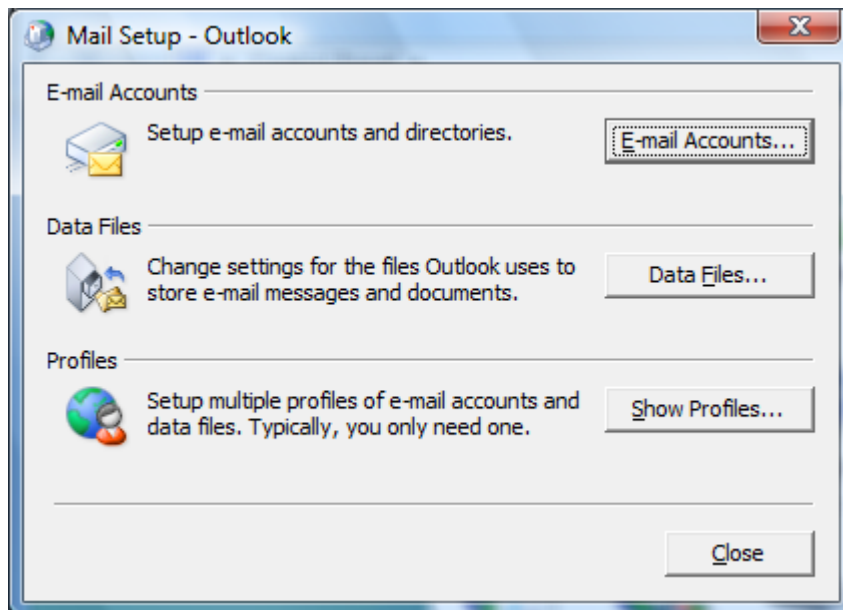 Mail Setup - Outlook
E-mail Accounts
Setup e-mail accounts and directories.
E-mail Accounts...
Data Files
Change settings for the files Outlook uses to
store e-mail messages and documents.
Data Files...
Profiles
Setup multiple profiles of e-mail accounts and
data files. Typically, you only need one.
Show Profiles...
Close